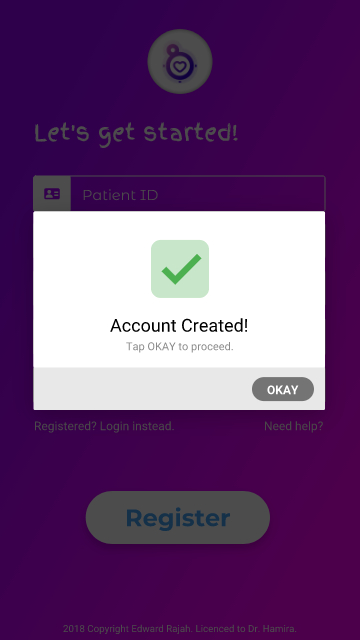 Let's get started!
Patient ID
Account Created!
Tap OKAY to proceed.
OKAY
Registered? Login instead.
Need help?
Register
2018 Copyright Edward Rajah. Licenced to Dr. Hamira.